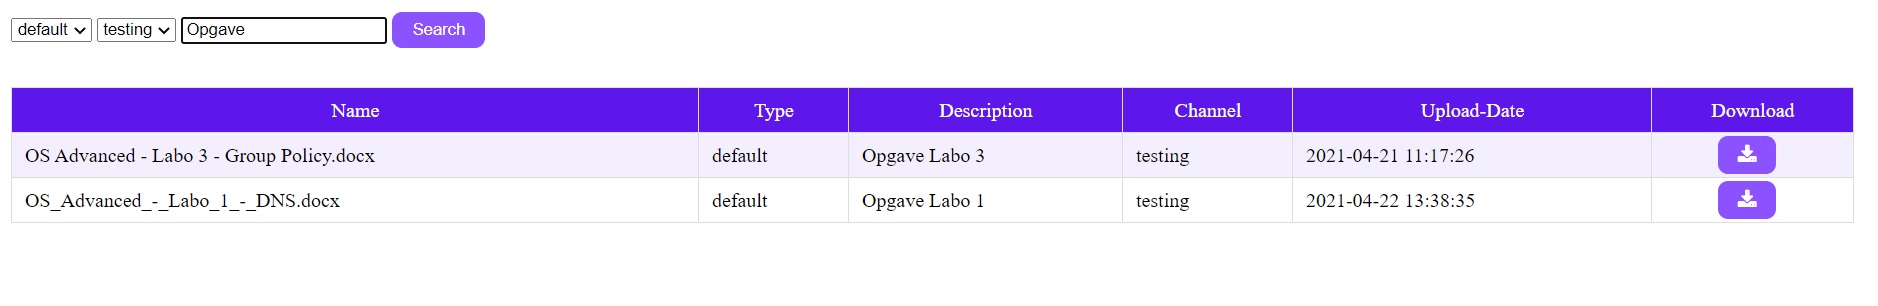 default testing Opgave Search
Name Type Description Channel Upload-Date Download
OS Advanced - Labo 3 - Group Policy.docx default Opgave Labo 3 testing 2021-04-21 11:17:26
OS_Advanced_-_Labo_1_-_DNS.docx default Opgave Labo 1 testing 2021-04-22 13:38:35